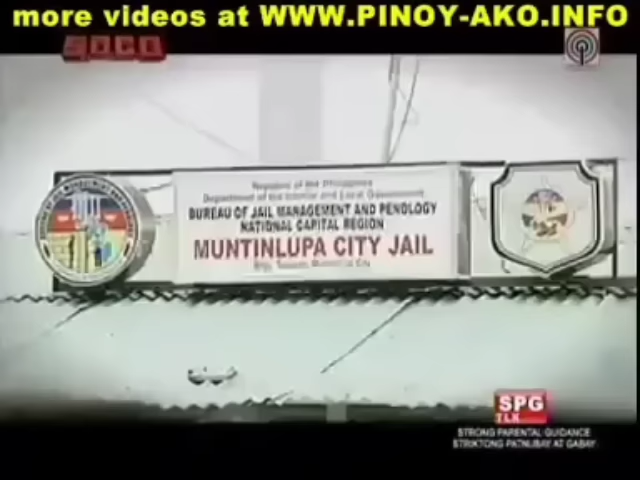 more videos at WWW.PINOY-AKO.INFO
SOCO
Republic of the Philippines
Department of the Interior and Local Government
BUREAU OF JAIL MANAGEMENT AND PENOLOGY
NATIONAL CAPITAL REGION
MUNTINLUPA CITY JAIL
SPG
TLK
STRONG PARENTAL GUIDANCE
STRIKTONG PATNUBAY AT GABAY